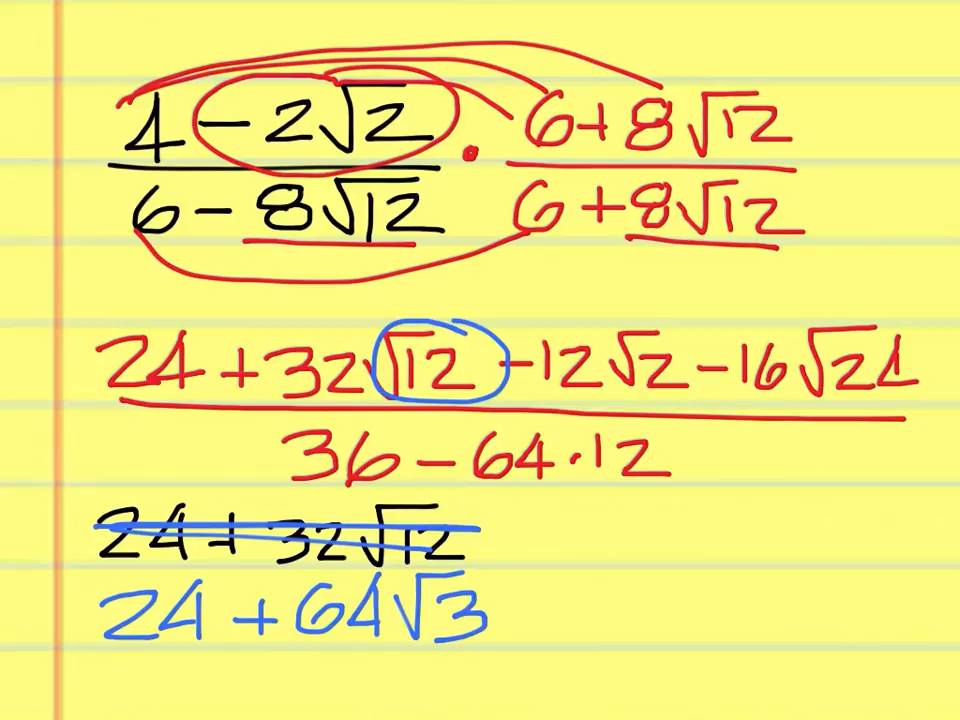 4 - 2√2 · 6+8√12
6 - 8√12 6+8√12
24 + 32√12 - 12√2 - 16√24
36 - 64·12
24 + 32√12
24 + 64√3